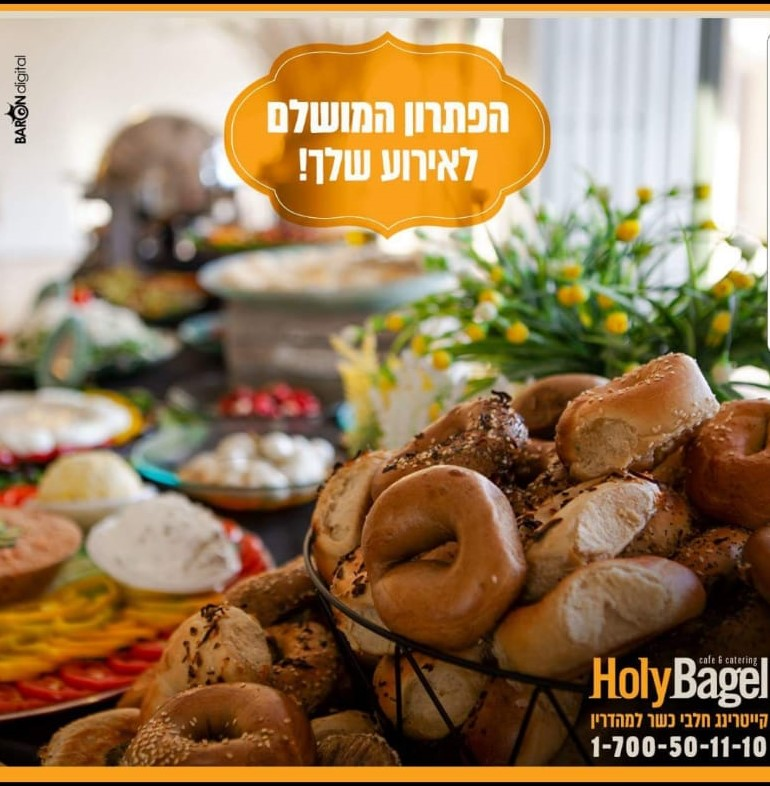 BARON digital
הפתרון המושלם
לאירוע שלך!
cafe & catering
HolyBagel
קייטרינג חלבי כשר למהדרין
1-700-50-11-10